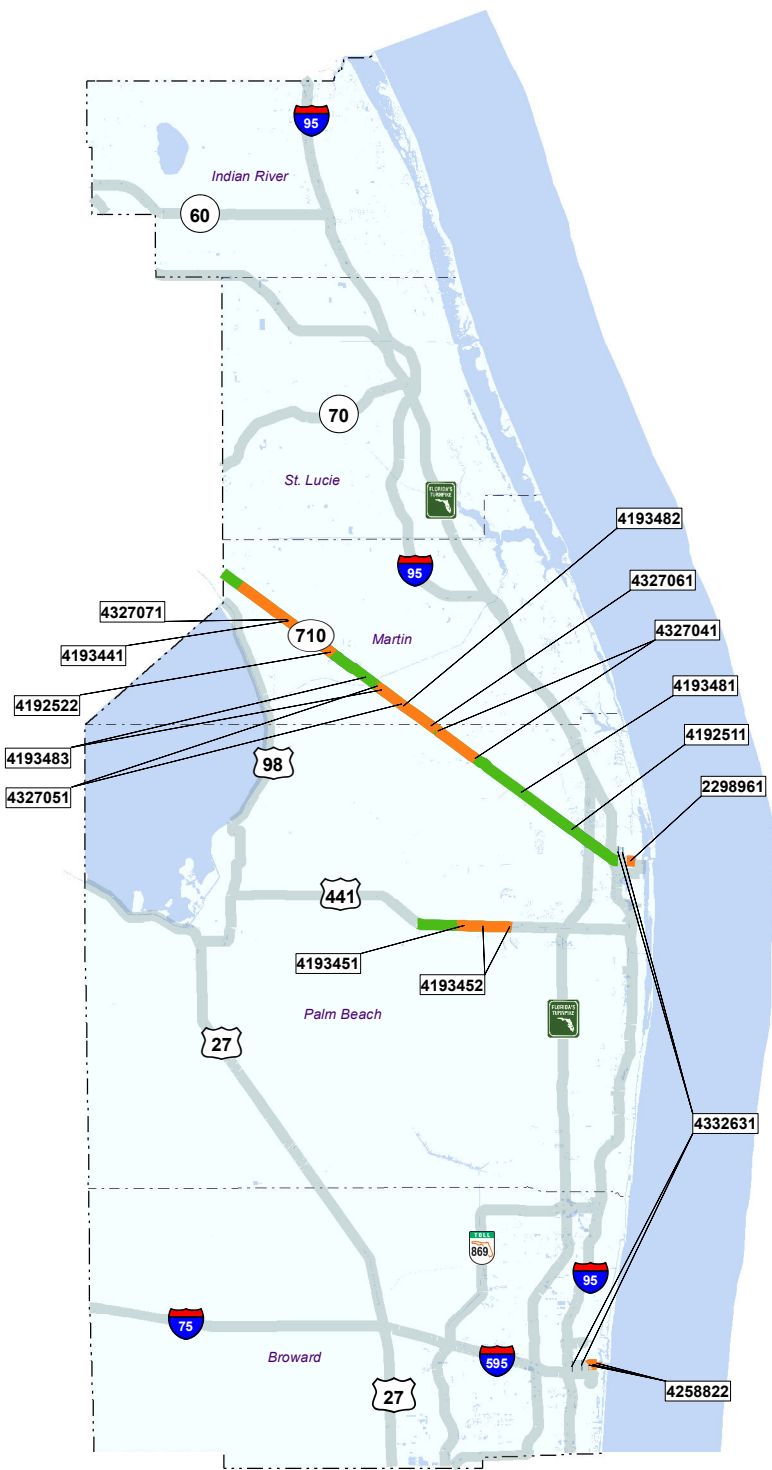 95
Indian River
60
70
St. Lucie
FLORIDA'S
TURNPIKE
4193482
95
4327061
4327071
710
Martin
4327041
4193441
4193481
4192522
4192511
4193483
98
2298961
4327051
441
4193451
4193452
Palm Beach
FLORIDA'S
TURNPIKE
27
4332631
TOLL
869
95
75
Broward
595
27
4258822